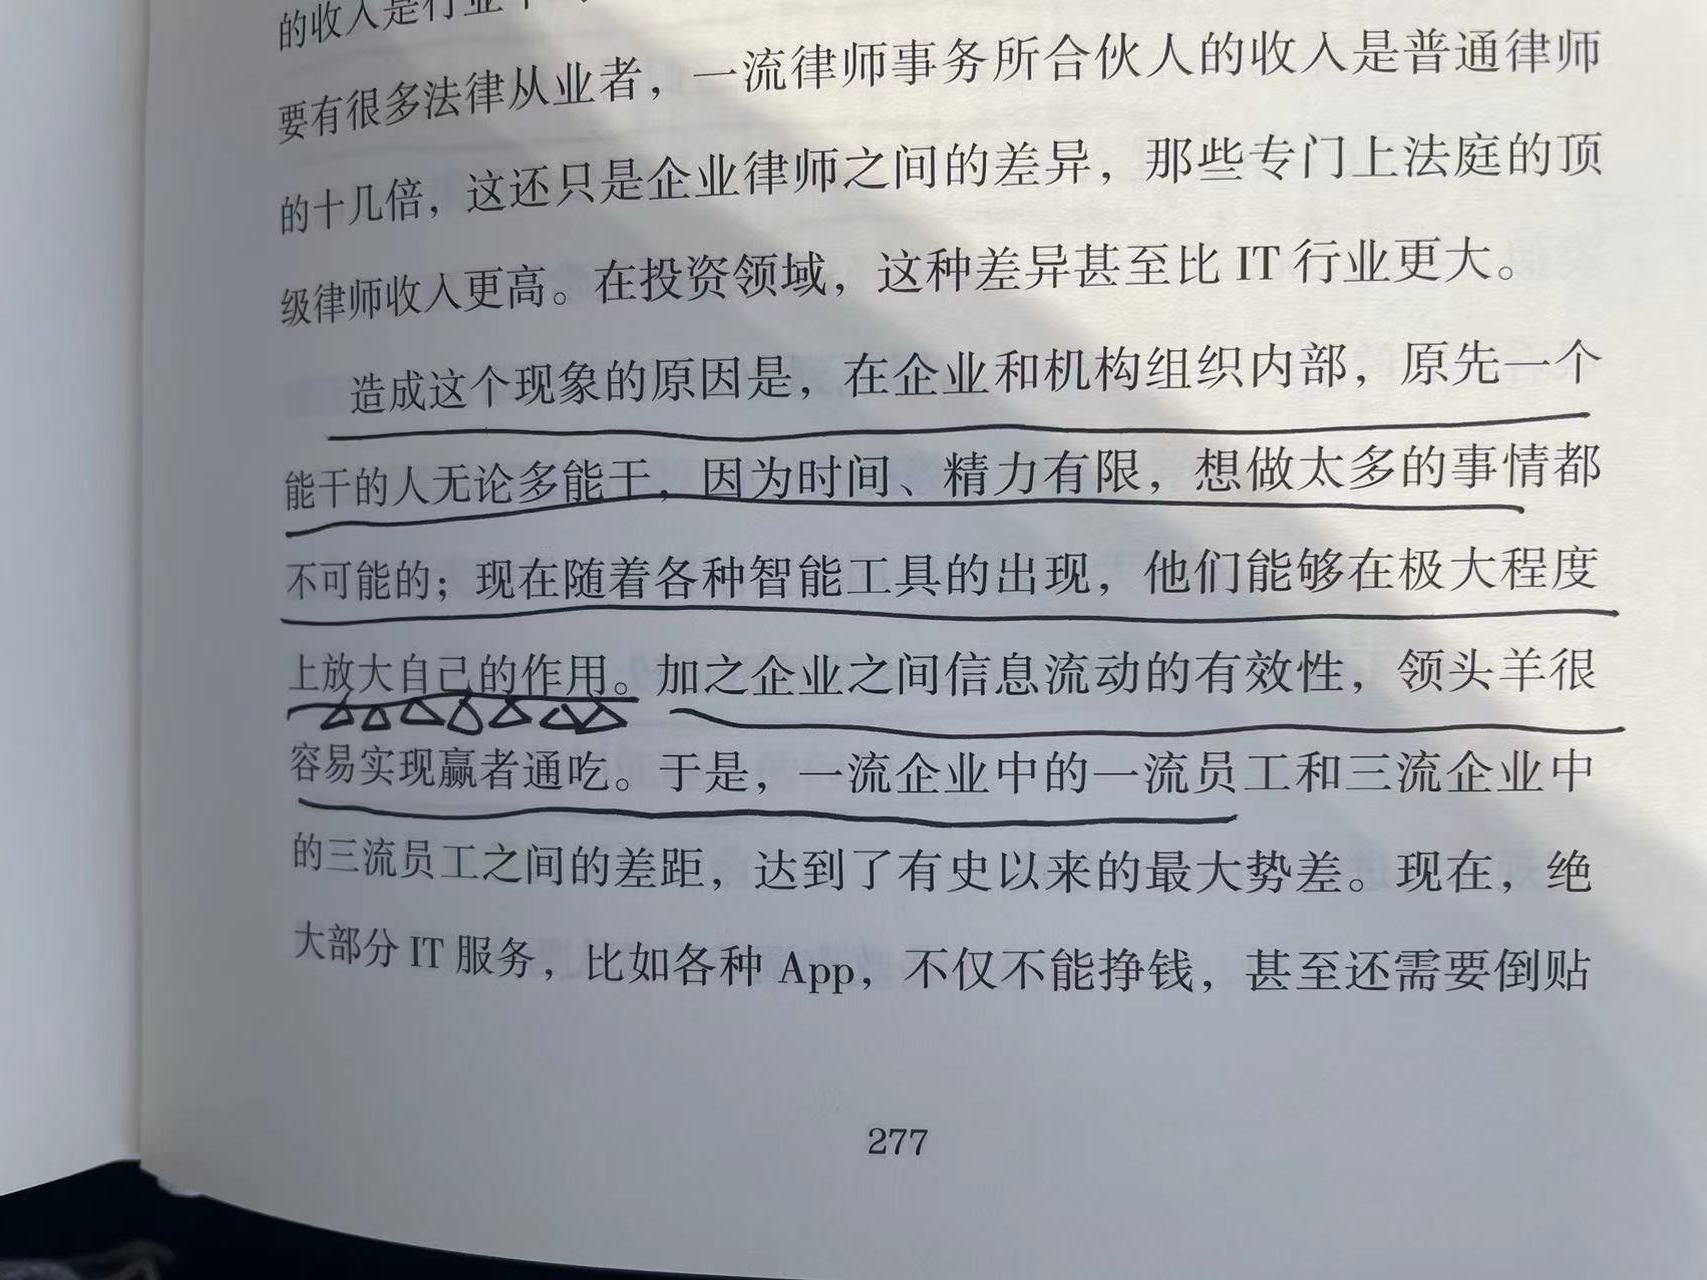 的收入是行业中
要有很多法律从业者，一流律师事务所合伙人的收入是普通律师
的十几倍，这还只是企业律师之间的差异，那些专门上法庭的顶
级律师收入更高。在投资领域，这种差异甚至比 IT 行业更大。
造成这个现象的原因是，在企业和机构组织内部，原先一个
能干的人无论多能干，因为时间、精力有限，想做太多的事情都
不可能的；现在随着各种智能工具的出现，他们能够在极大程度
上放大自己的作用。加之企业之间信息流动的有效性，领头羊很
容易实现赢者通吃。于是，一流企业中的一流员工和三流企业中
的三流员工之间的差距，达到了有史以来的最大势差。现在，绝
大部分 IT 服务，比如各种 App，不仅不能挣钱，甚至还需要倒贴
277